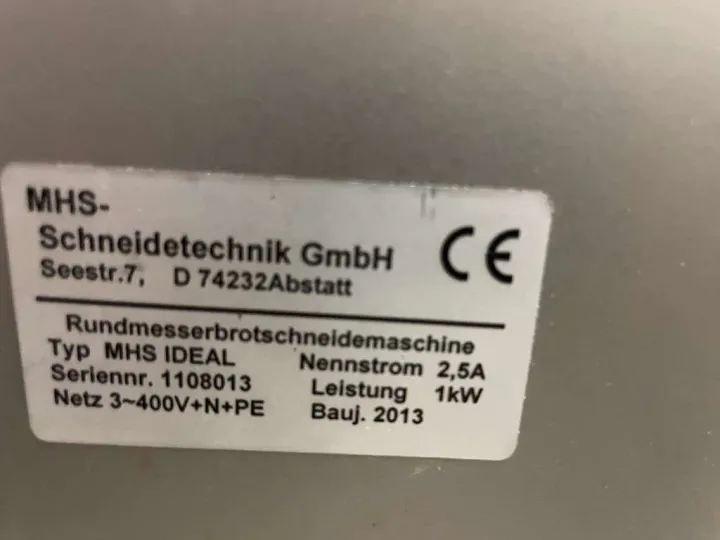 MHS-
Schneidetechnik GmbH
Seestr.7, D 74232Abstatt
CE
Rundmesserbrotschneidemaschine
Typ MHS IDEAL Nennstrom 2,5A
Seriennr. 1108013 Leistung 1kW
Netz 3~400V+N+PE Bauj. 2013